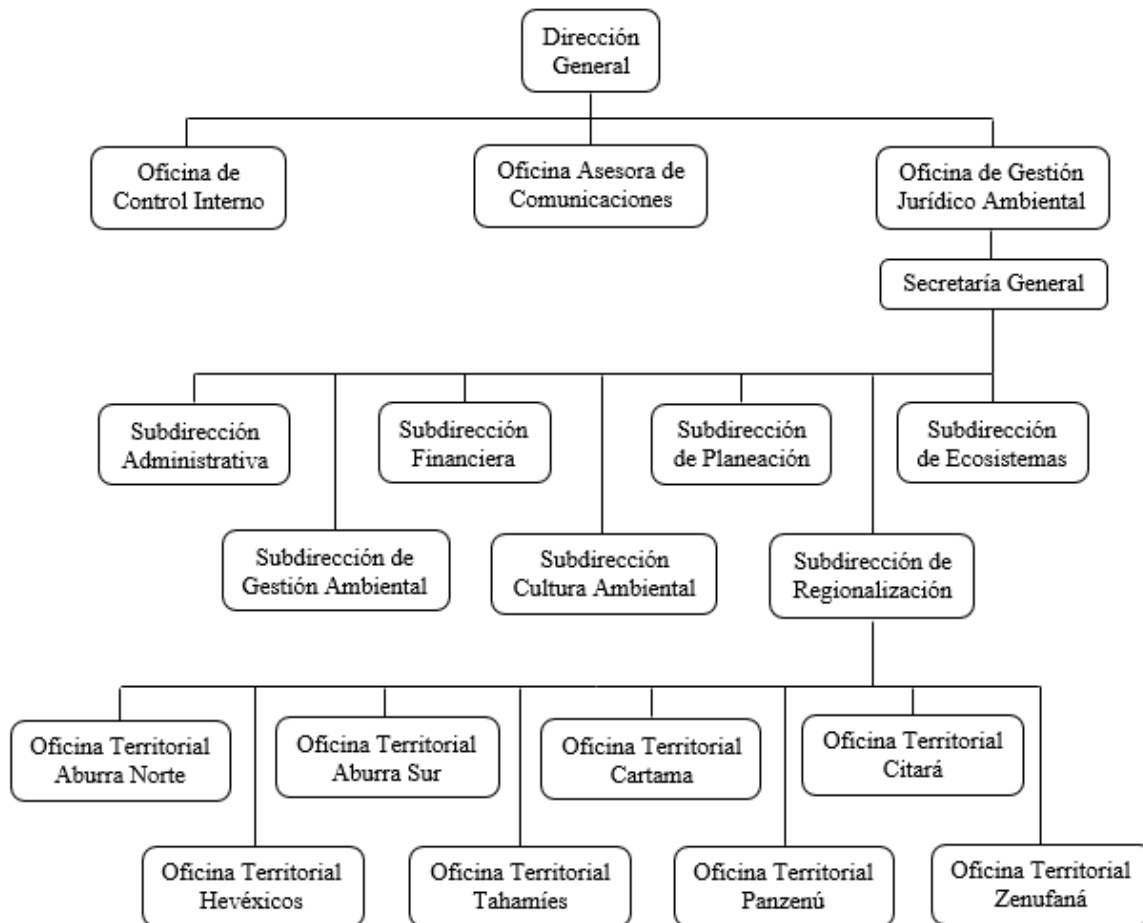 Dirección
General
Oficina de
Control Interno
Oficina Asesora de
Comunicaciones
Oficina de Gestión
Jurídico Ambiental
Secretaría General
Subdirección
Administrativa
Subdirección
Financiera
Subdirección
de Planeación
Subdirección
de Ecosistemas
Subdirección de
Gestión Ambiental
Subdirección
Cultura Ambiental
Subdirección de
Regionalización
Oficina Territorial
Aburra Norte
Oficina Territorial
Aburra Sur
Oficina Territorial
Cartama
Oficina Territorial
Citará
Oficina Territorial
Hevéxicos
Oficina Territorial
Tahamíes
Oficina Territorial
Panzenú
Oficina Territorial
Zenufaná